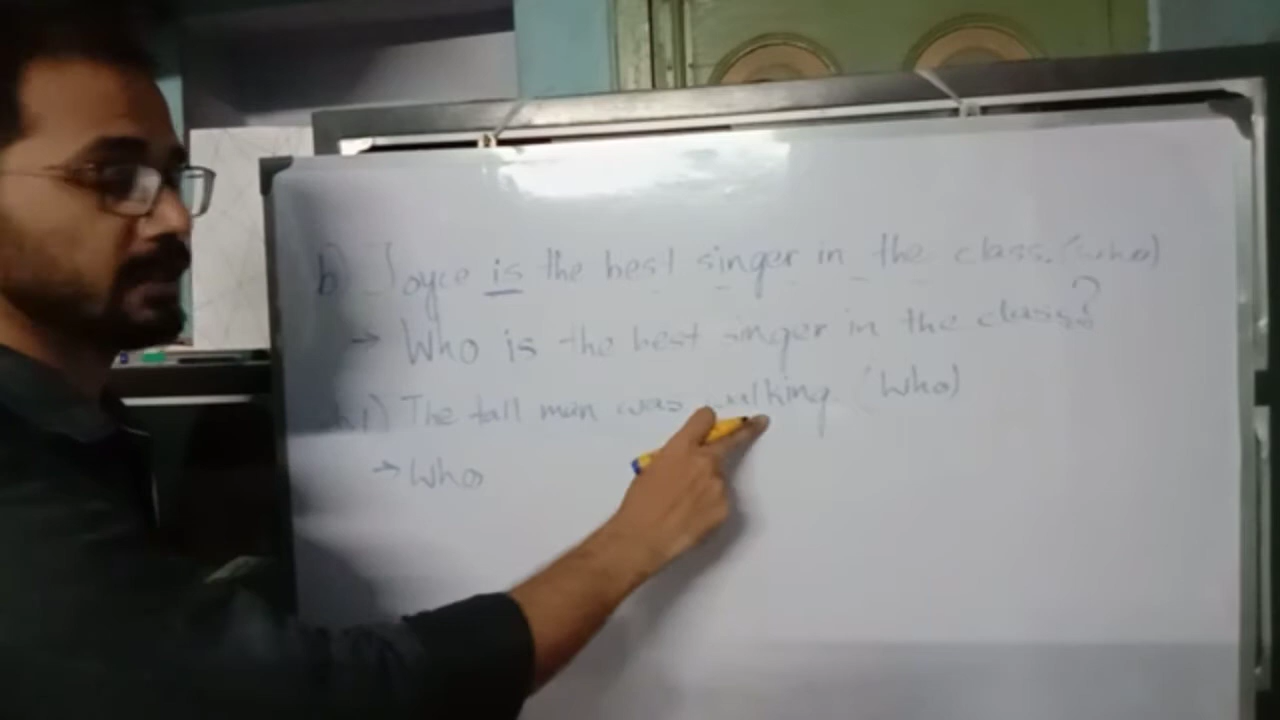 b) Joyce is the best singer in the class. (who)
→ Who is the best singer in the class?
The tall man was walking. (Who)
→ Who